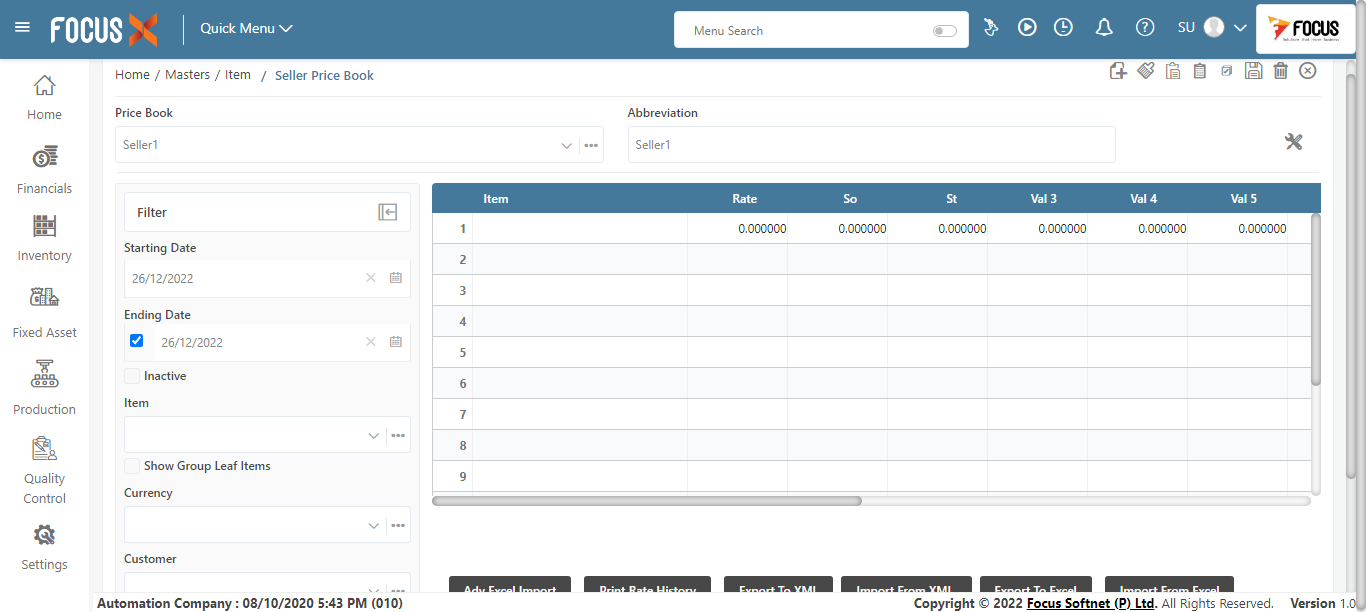 FOCUS X
Quick Menu
Menu Search
SU
FOCUS
Home
Financials
Inventory
Fixed Asset
Production
Quality
Control
Settings
Home / Masters / Item / Seller Price Book
Price Book
Abbreviation
Seller1
Seller1
Filter
Starting Date
26/12/2022
Ending Date
26/12/2022
Inactive
Item
Show Group Leaf Items
Currency
Customer
Item Rate So St Val 3 Val 4 Val 5
1 0.000000 0.000000 0.000000 0.000000 0.000000 0.000000
2
3
4
5
6
7
8
9
Adv Excel Import Print Rate History Export To XML Import From XML Export To Excel Import From Excel
Automation Company : 08/10/2020 5:43 PM (010)
Copyright © 2022 Focus Softnet (P) Ltd. All Rights Reserved. Version 1.0